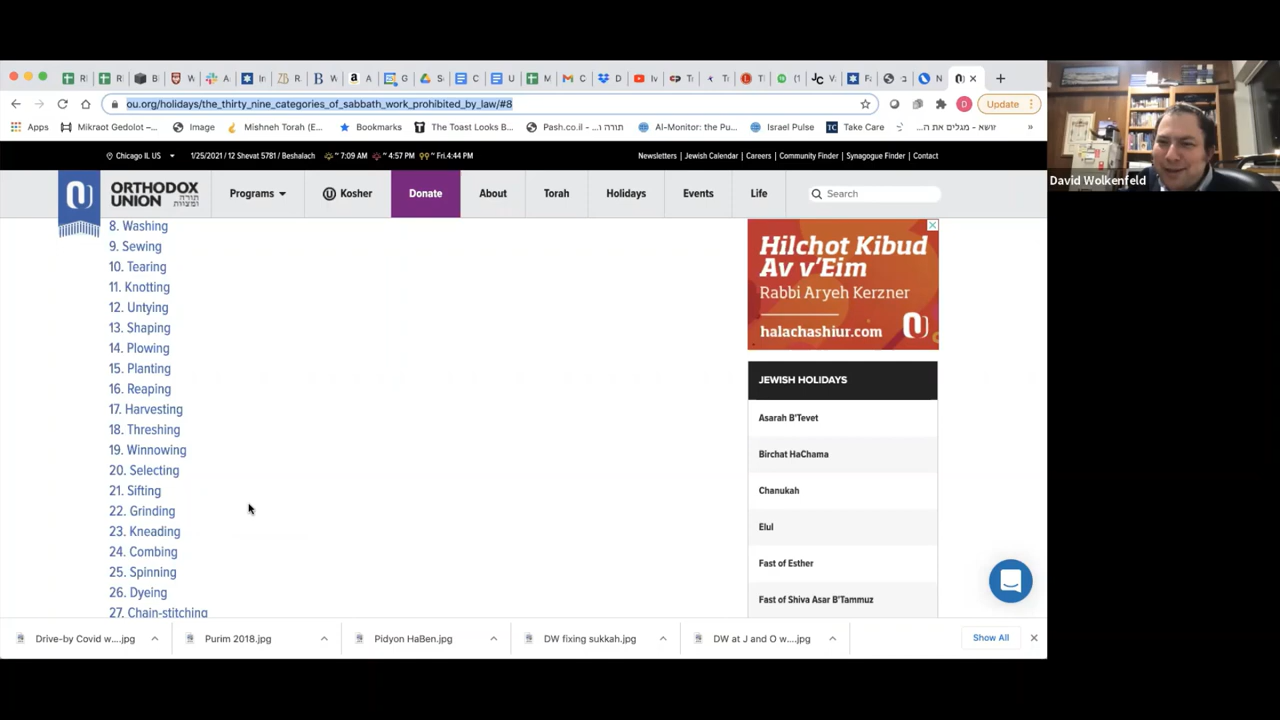 ou.org/holidays/the_thirty_nine_categories_of_sabbath_work_prohibited_by_law/#8
Update
Apps
Mikraot Gedolot –...
Image
Mishneh Torah (E...
Bookmarks
The Toast Looks B...
Pash.co.il – ...תורה ו
AI-Monitor: the Pu...
Israel Pulse
Take Care
זושא – מגלים את ה...
Chicago IL US
1/25/2021 / 12 Shevat 5781 / Beshalach
7:09 AM
4:57 PM
Fri.4:44 PM
Newsletters | Jewish Calendar | Careers | Community Finder | Synagogue Finder | Contact
ORTHODOX
UNION
תורה
ומצוות
Programs
Kosher
Donate
About
Torah
Holidays
Events
Life
Search
8. Washing
9. Sewing
10. Tearing
11. Knotting
12. Untying
13. Shaping
14. Plowing
15. Planting
16. Reaping
17. Harvesting
18. Threshing
19. Winnowing
20. Selecting
21. Sifting
22. Grinding
23. Kneading
24. Combing
25. Spinning
26. Dyeing
27. Chain-stitching
Hilchot Kibud
Av v'Eim
Rabbi Aryeh Kerzner
halachashiur.com
JEWISH HOLIDAYS
Asarah B'Tevet
Birchat HaChama
Chanukah
Elul
Fast of Esther
Fast of Shiva Asar B'Tammuz
Drive-by Covid w....jpg
Purim 2018.jpg
Pidyon HaBen.jpg
DW fixing sukkah.jpg
DW at J and O w....jpg
Show All
David Wolkenfeld